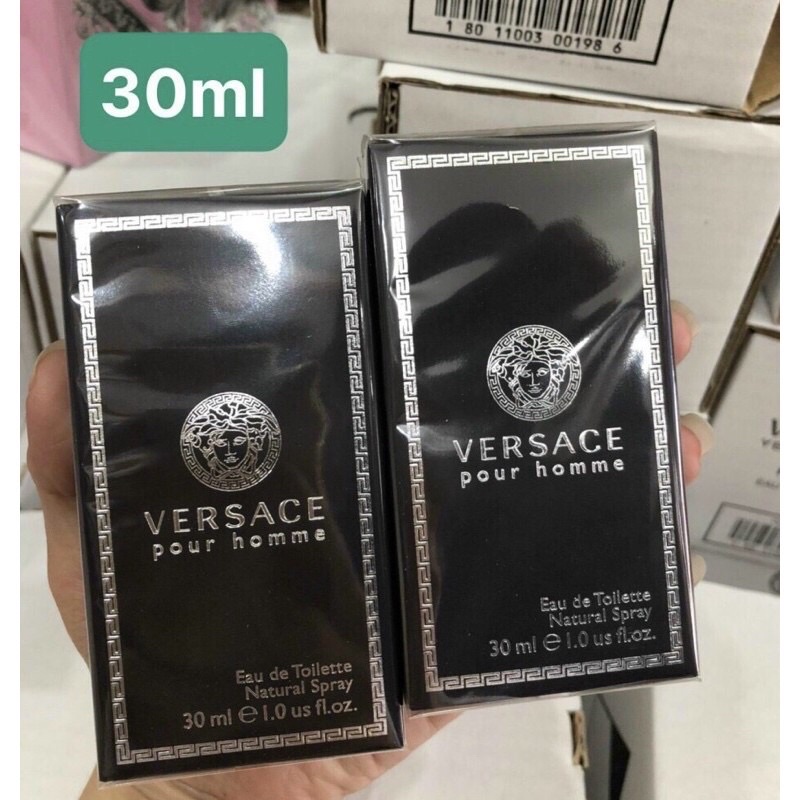 1 80 11003 00198 6
30ml
VERSACE
pour homme
Eau de Toilette
Natural Spray
30 ml e 1.0 us fl.oz.
VERSACE
pour homme
Eau de Toilette
Natural Spray
30 ml e 1.0 us fl.oz.